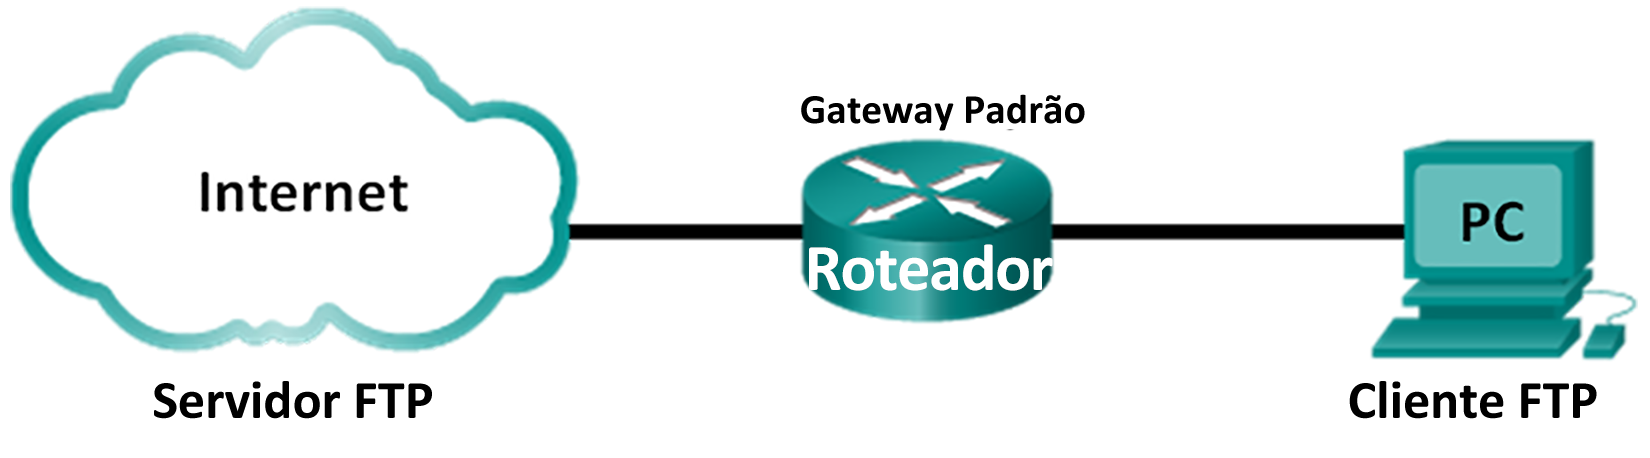 Gateway Padrão
Internet
Roteador
PC
Servidor FTP
Cliente FTP